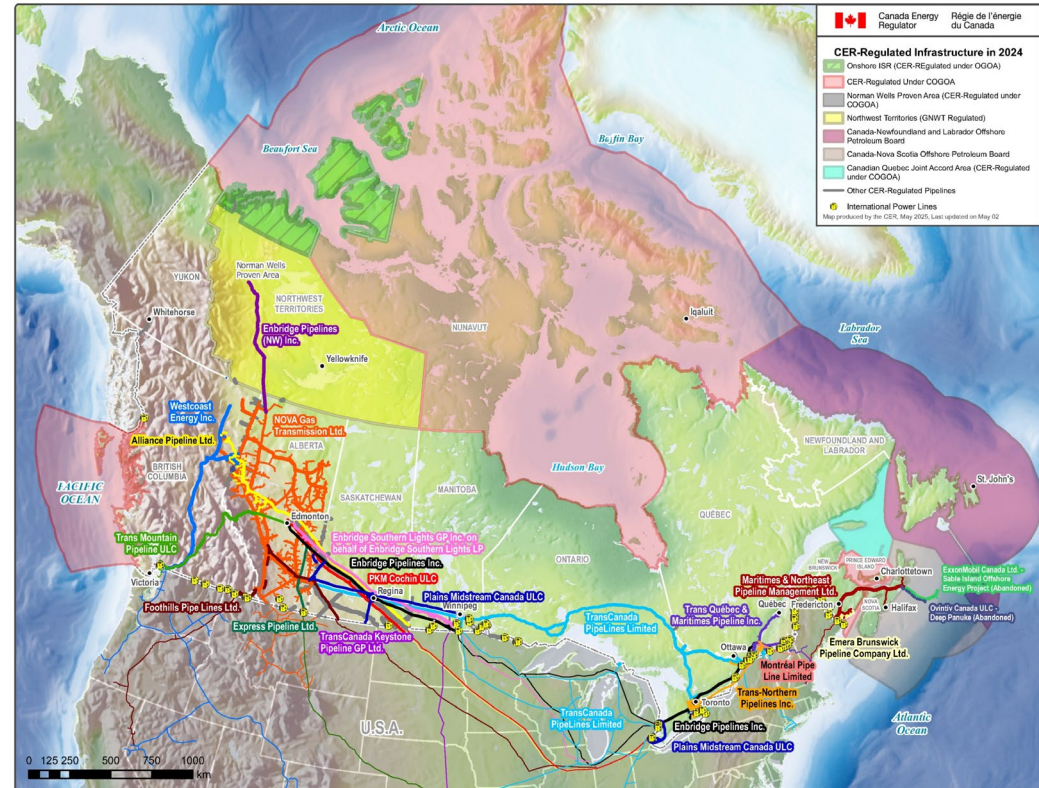 Canada Energy Regulator
Régie de l'énergie du Canada
CER-Regulated Infrastructure in 2024
Onshore ISR (CER-REgulated under OGOA)
CER-Regulated Under COGOA
Norman Wells Proven Area (CER-Regulated under
COGOA)
Northwest Territories (GNWT Regulated)
Canada-Newfoundland and Labrador Offshore
Petroleum Board
Canada-Nova Scotia Offshore Petroleum Board
Canadian Quebec Joint Accord Area (CER-Regulated
under COGOA)
Other CER-Regulated Pipelines
International Power Lines
Map produced by the CER, May 2025, Last updated on May 02
Arctic Ocean
Beaufort Sea
Baffin Bay
Norman Wells
Proven Area
YUKON
NORTHWEST
TERRITORIES
Whitehorse
NUNAVUT
Iqaluit
Enbridge Pipelines
(NW) Inc.
Yellowknife
Labrador
Sea
Westcoast
Energy Inc.
NOVA Gas
Transmission Ltd.
Alliance Pipeline Ltd.
ALBERTA
BRITISH
COLUMBIA
PACIFIC
OCEAN
SASKATCHEWAN
MANITOBA
Hudson Bay
NEWFOUNDLAND AND
LABRADOR
St. John's
QUÉBEC
Edmonton
Trans Mountain
Pipeline ULC
Enbridge Southern Lights GP Inc. on
behalf of Enbridge Southern Lights LP
Enbridge Pipelines Inc.
ONTARIO
PKM Cochin ULC
Victoria
Regina
Plains Midstream Canada ULC
Winnipeg
NEW
BRUNSWICK
PRINCE EDWARD
ISLAND
Charlottetown
ExxonMobil Canada Ltd. -
Sable Island Offshore
Energy Project (Abandoned)
Maritimes & Northeast
Pipeline Management Ltd.
Foothills Pipe Lines Ltd.
Express Pipeline Ltd.
TransCanada Keystone
Pipeline GP Ltd.
TransCanada
PipeLines Limited
Trans Québec &
Maritimes Pipeline Inc.
Québec
Fredericton
NOVA
SCOTIA
Halifax
Ovintiv Canada ULC -
Deep Panuke (Abandoned)
Ottawa
Emera Brunswick
Pipeline Company Ltd.
Montréal Pipe
Line Limited
Trans-Northern
Pipelines Inc.
Toronto
TransCanada
PipeLines Limited
U.S.A.
Enbridge Pipelines Inc.
Plains Midstream Canada ULC
Atlantic
Ocean
0 125 250 500 750 1000
km